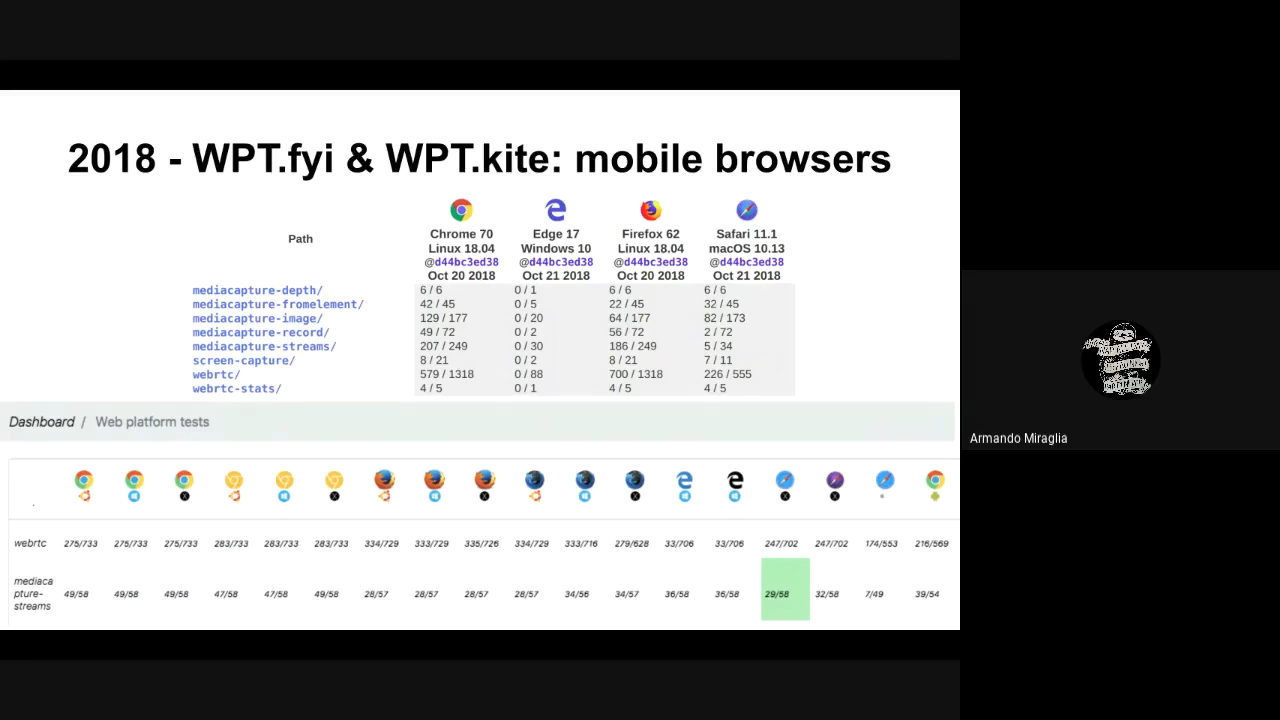 2018 - WPT.fyi & WPT.kite: mobile browsers
Path
Chrome 70 Edge 17 Firefox 62 Safari 11.1
Linux 18.04 Windows 10 Linux 18.04 macOS 10.13
@d44bc3ed38 @d44bc3ed38 @d44bc3ed38 @d44bc3ed38
Oct 20 2018 Oct 21 2018 Oct 20 2018 Oct 21 2018
mediacapture-depth/ 6 / 6 0 / 1 6 / 6 6 / 6
mediacapture-fromelement/ 42 / 45 0 / 5 22 / 45 32 / 45
mediacapture-image/ 129 / 177 0 / 20 64 / 177 82 / 173
mediacapture-record/ 49 / 72 0 / 2 56 / 72 2 / 72
mediacapture-streams/ 207 / 249 0 / 30 186 / 249 5 / 34
screen-capture/ 8 / 21 0 / 2 8 / 21 7 / 11
webrtc/ 579 / 1318 0 / 88 700 / 1318 226 / 555
webrtc-stats/ 4 / 5 0 / 1 4 / 5 4 / 5
Dashboard / Web platform tests
webrtc 275/733 275/733 275/733 283/733 283/733 283/733 334/729 333/729 335/726 334/729 333/716 279/628 33/706 33/706 247/702 247/702 174/553 216/569
mediaca
pture- 49/58 49/58 49/58 47/58 47/58 49/58 28/57 28/57 28/57 28/57 34/56 34/57 36/58 36/58 29/58 32/58 7/49 39/54
streams
Armando Miraglia